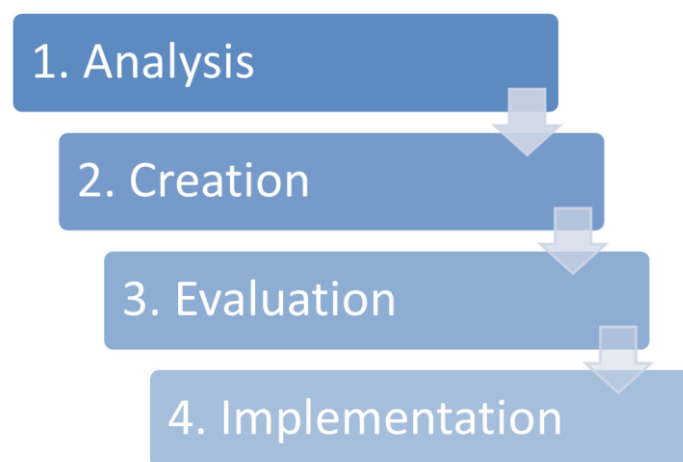 1. Analysis
2. Creation
3. Evaluation
4. Implementation